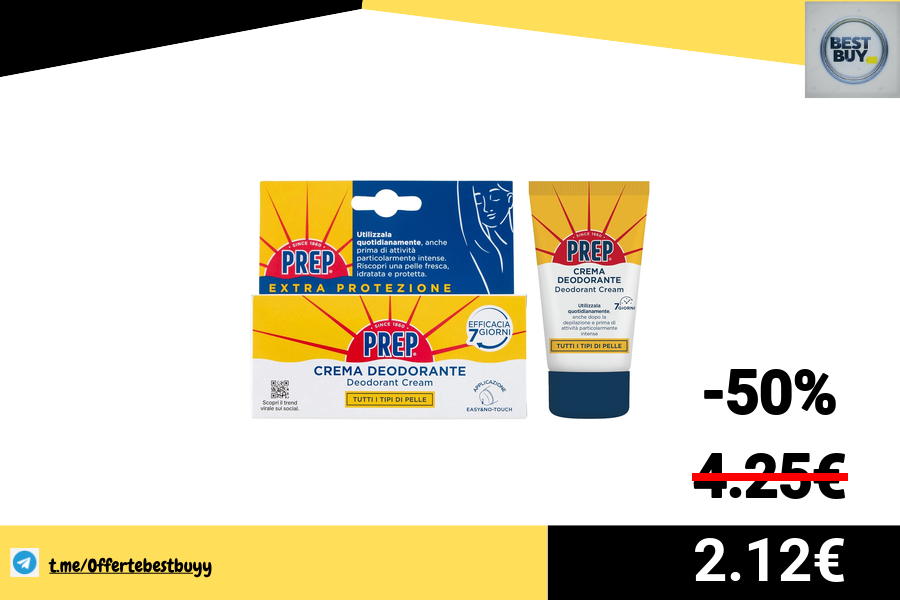 BEST
BUY
Utilizzala
quotidianamente, anche
prima di attività
particolarmente intense.
Riscopri una pelle fresca,
idratata e protetta.
SINCE 1860
PREP
EXTRA PROTEZIONE
SINCE 1860
PREP
EFFICACIA
7 GIORNI
CREMA DEODORANTE
Deodorant Cream
TUTTI I TIPI DI PELLE
Scopri il trend
virale sui social.
APPLICAZIONE
EASY&NO-TOUCH
SINCE 1860
PREP
CREMA
DEODORANTE
Deodorant Cream
Utilizzala
quotidianamente,
anche dopo la
depilazione e prima di
attività particolarmente
intense
7 GIORNI
TUTTI I TIPI DI PELLE
-50%
4.25€
2.12€
t.me/Offertebestbuyy